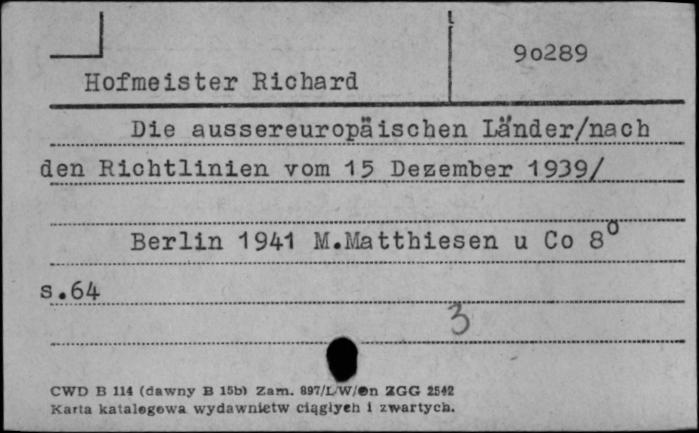 90289
Hofmeister Richard
Die aussereuropäischen Länder/nach
den Richtlinien vom 15 Dezember 1939/
Berlin 1941 M.Matthiesen u Co 8⁰
s.64
3
CWD B 114 (dawny B 15b) Zam. 897/L/W/en ZGG 2542
Karta katalogowa wydawnictw ciągłych i zwartych.